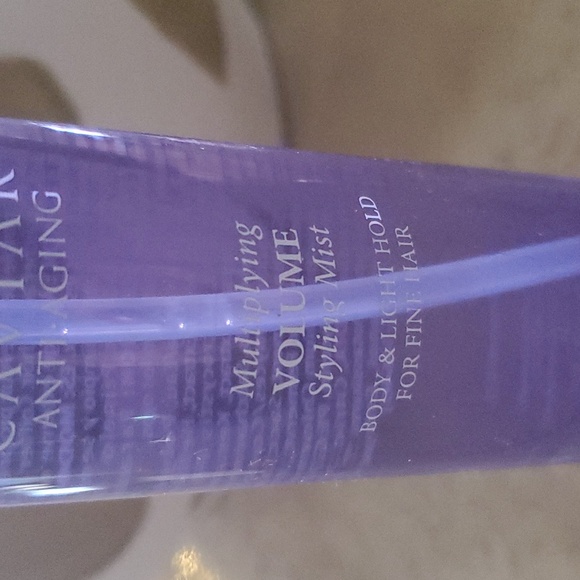 CAVIAR
ANTI-AGING
Multiplying
VOLUME
Styling Mist
BODY & LIGHT HOLD
FOR FINE HAIR